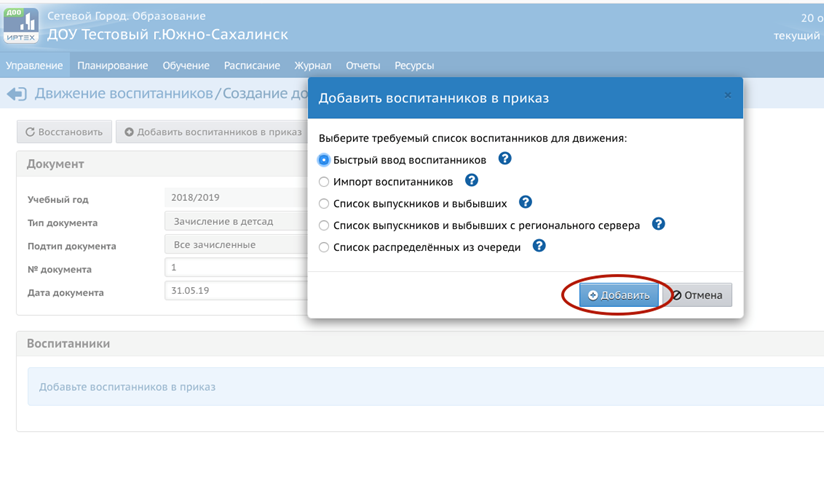 ДОО
ИРТЕХ
Сетевой Город. Образование
20 о
ДОУ Тестовый г.Южно-Сахалинск
текущий
Управление Планирование Обучение Расписание Журнал Отчеты Ресурсы
Движение воспитанников/Создание до
Восстановить Добавить воспитанников в приказ
Документ
Учебный год 2018/2019
Тип документа Зачисление в детсад
Подтип документа Все зачисленные
№ документа 1
Дата документа 31.05.19
Добавить воспитанников в приказ ×
Выберите требуемый список воспитанников для движения:
Быстрый ввод воспитанников ?
Импорт воспитанников ?
Список выпускников и выбывших ?
Список выпускников и выбывших с регионального сервера ?
Список распределённых из очереди ?
Добавить Отмена
Воспитанники
Добавьте воспитанников в приказ